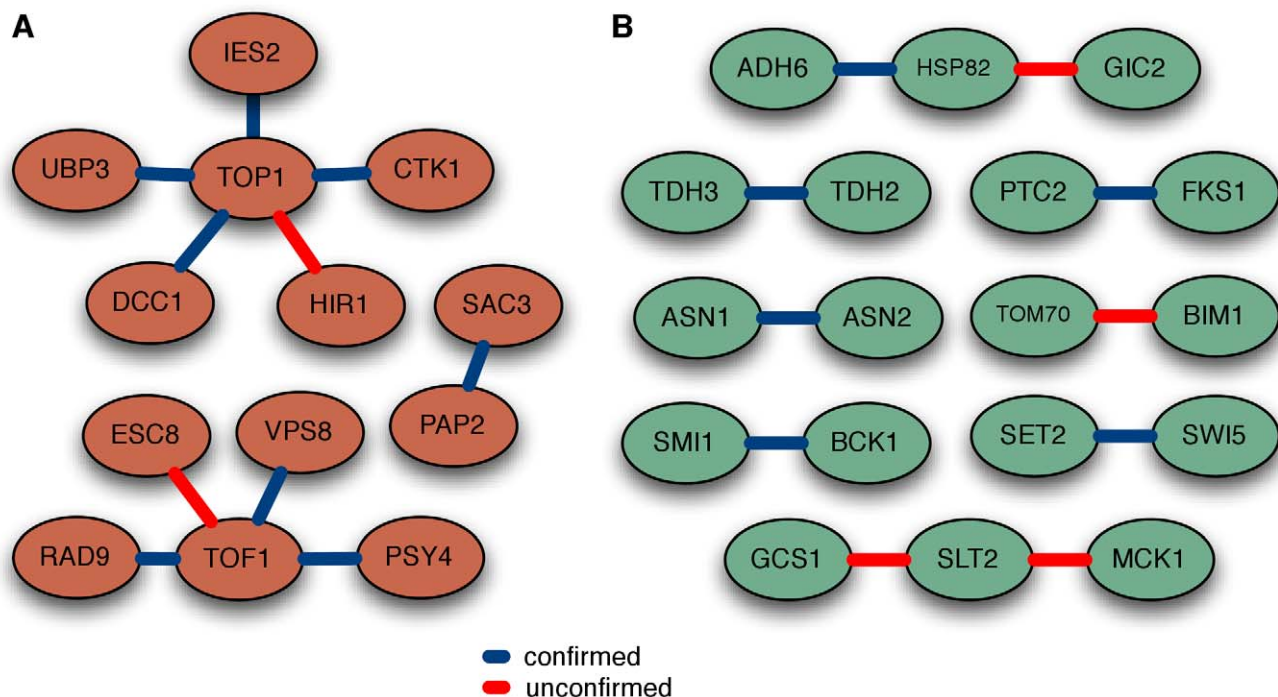 A
IES2
UBP3
TOP1
CTK1
DCC1
HIR1
SAC3
PAP2
ESC8
VPS8
RAD9
TOF1
PSY4
B
ADH6
HSP82
GIC2
TDH3
TDH2
PTC2
FKS1
ASN1
ASN2
TOM70
BIM1
SMI1
BCK1
SET2
SWI5
GCS1
SLT2
MCK1
confirmed
unconfirmed